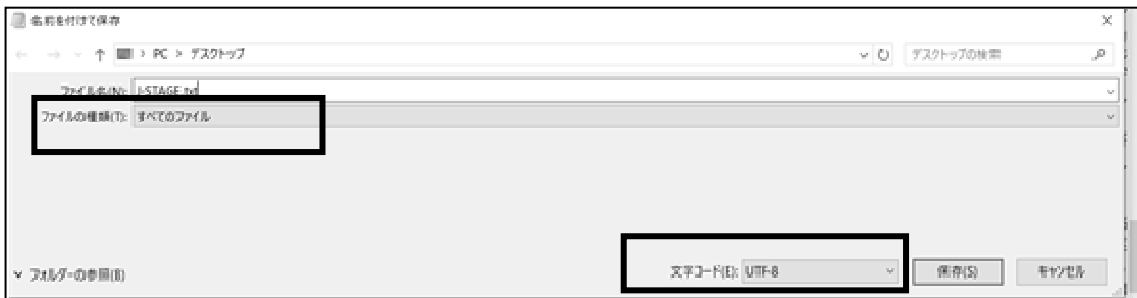 名前を付けて保存
PC > デスクトップ
デスクトップの検索
ファイル名(N): J-STAGE.txt
ファイルの種類(T): すべてのファイル
フォルダーの参照(B)
文字コード(E): UTF-8
保存(S)
キャンセル